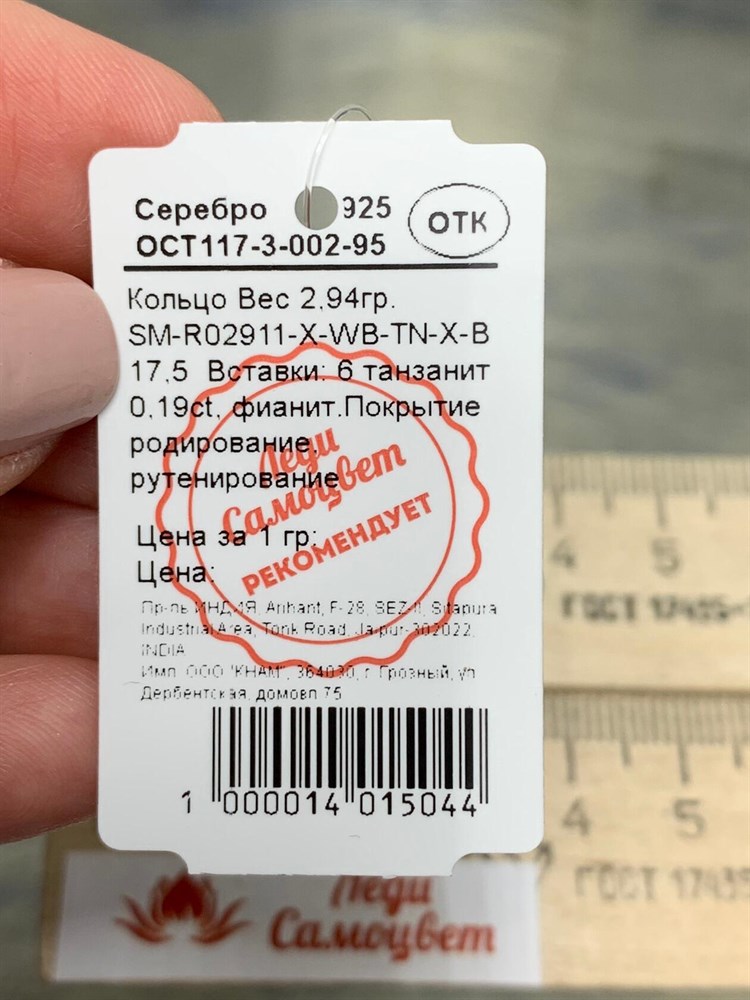 Серебро 925
ОТК
ОСТ117-3-002-95
Кольцо Вес 2,94гр.
SM-R02911-X-WB-TN-X-B
17,5 Вставки: 6 танзанит
0,19ct, фианит.Покрытие
родирование,
рутенирование
Леди
Самоцвет
РЕКОМЕНДУЕТ
Цена за 1 гр:
Цена:
Пр-ль ИНДИЯ, Arihant, F-28, SEZ-II, Sitapura
Industrial Area, Tonk Road, Jaipur-302022,
INDIA
Имп. ООО "КНАМ", 364030, г. Грозный, ул
Дербентская, домовл 75
1 000014 015044
4 5
ГОСТ 17435-
4 5
ГОСТ 17435
Леди
Самоцвет